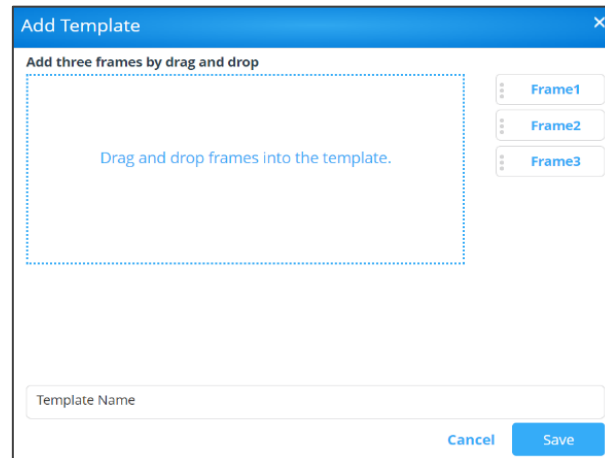 Add Template
Add three frames by drag and drop
Drag and drop frames into the template.
Frame1
Frame2
Frame3
Template Name
Cancel
Save